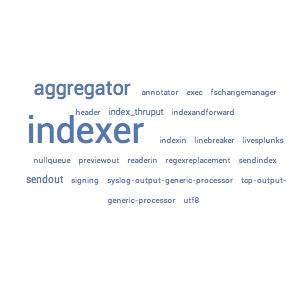 aggregator annotator exec fschangemanager
header index_thruput indexandforward
indexer indexin linebreaker livesplunks
nullqueue previewout readerin regexreplacement sendindex
sendout signing syslog-output-generic-processor tcp-output-
generic-processor utf8